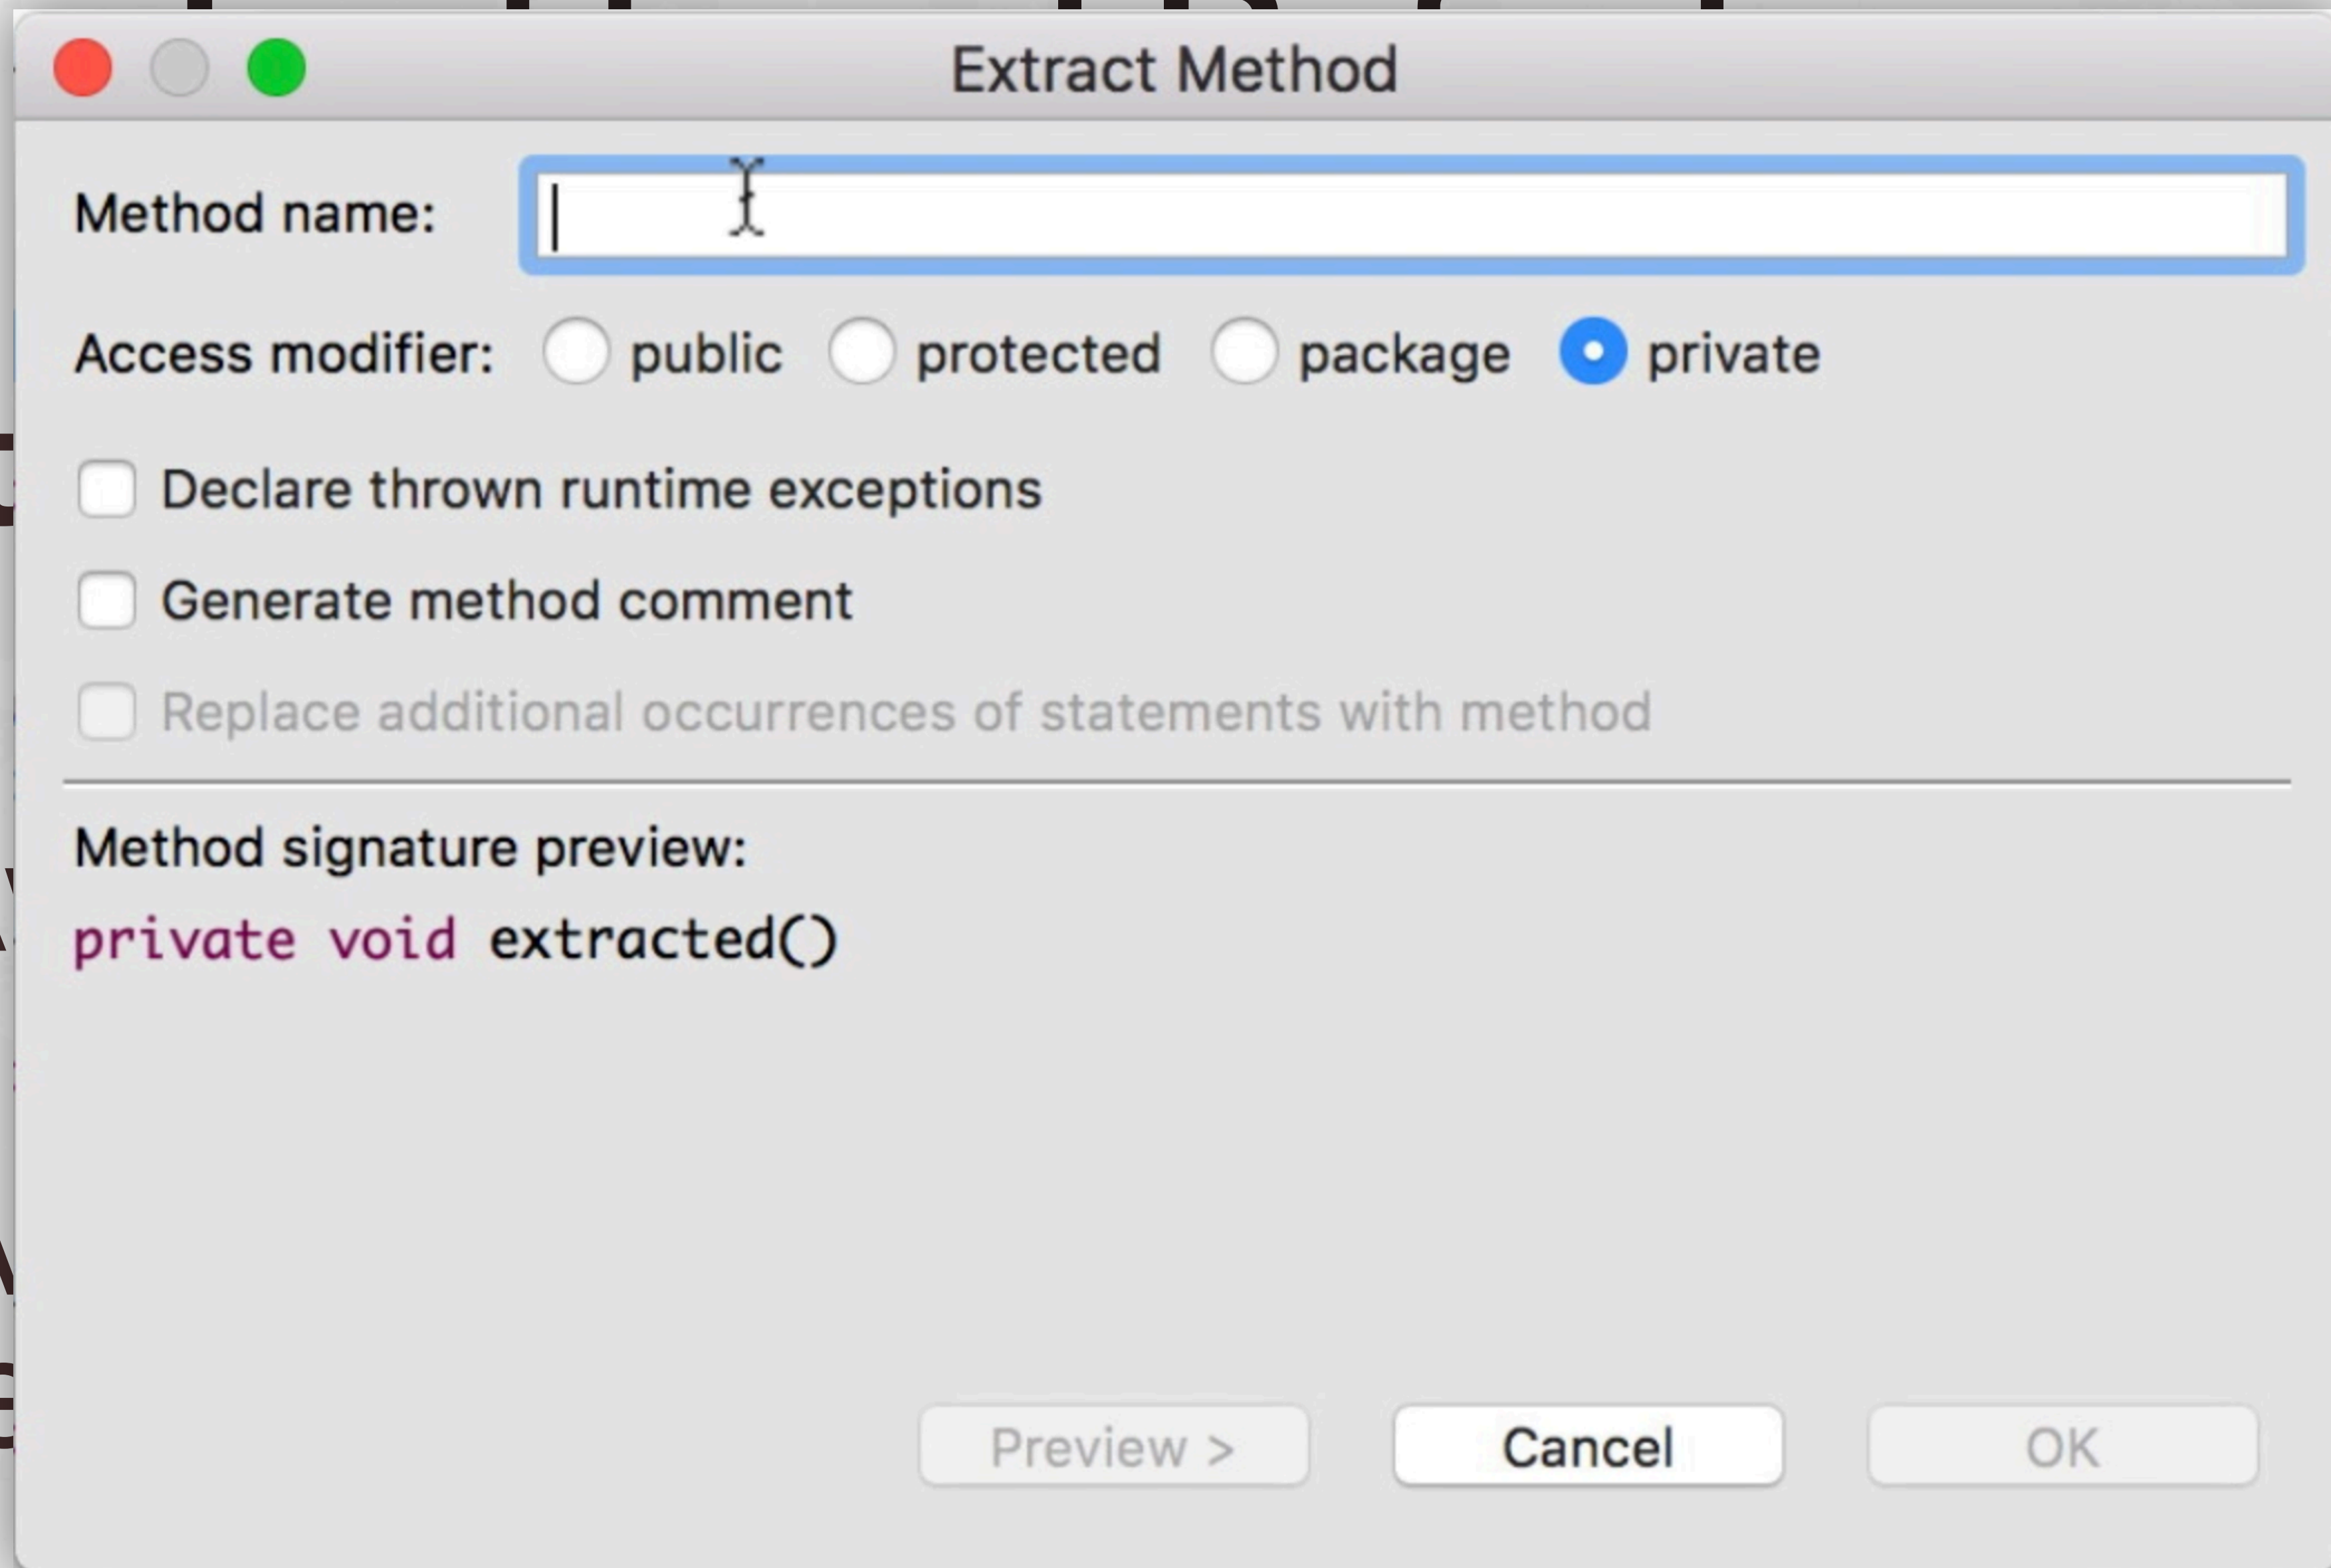 Extract Method
Method name:
Access modifier: public protected package private
Declare thrown runtime exceptions
Generate method comment
Replace additional occurrences of statements with method
Method signature preview:
private void extracted()
Preview > Cancel OK